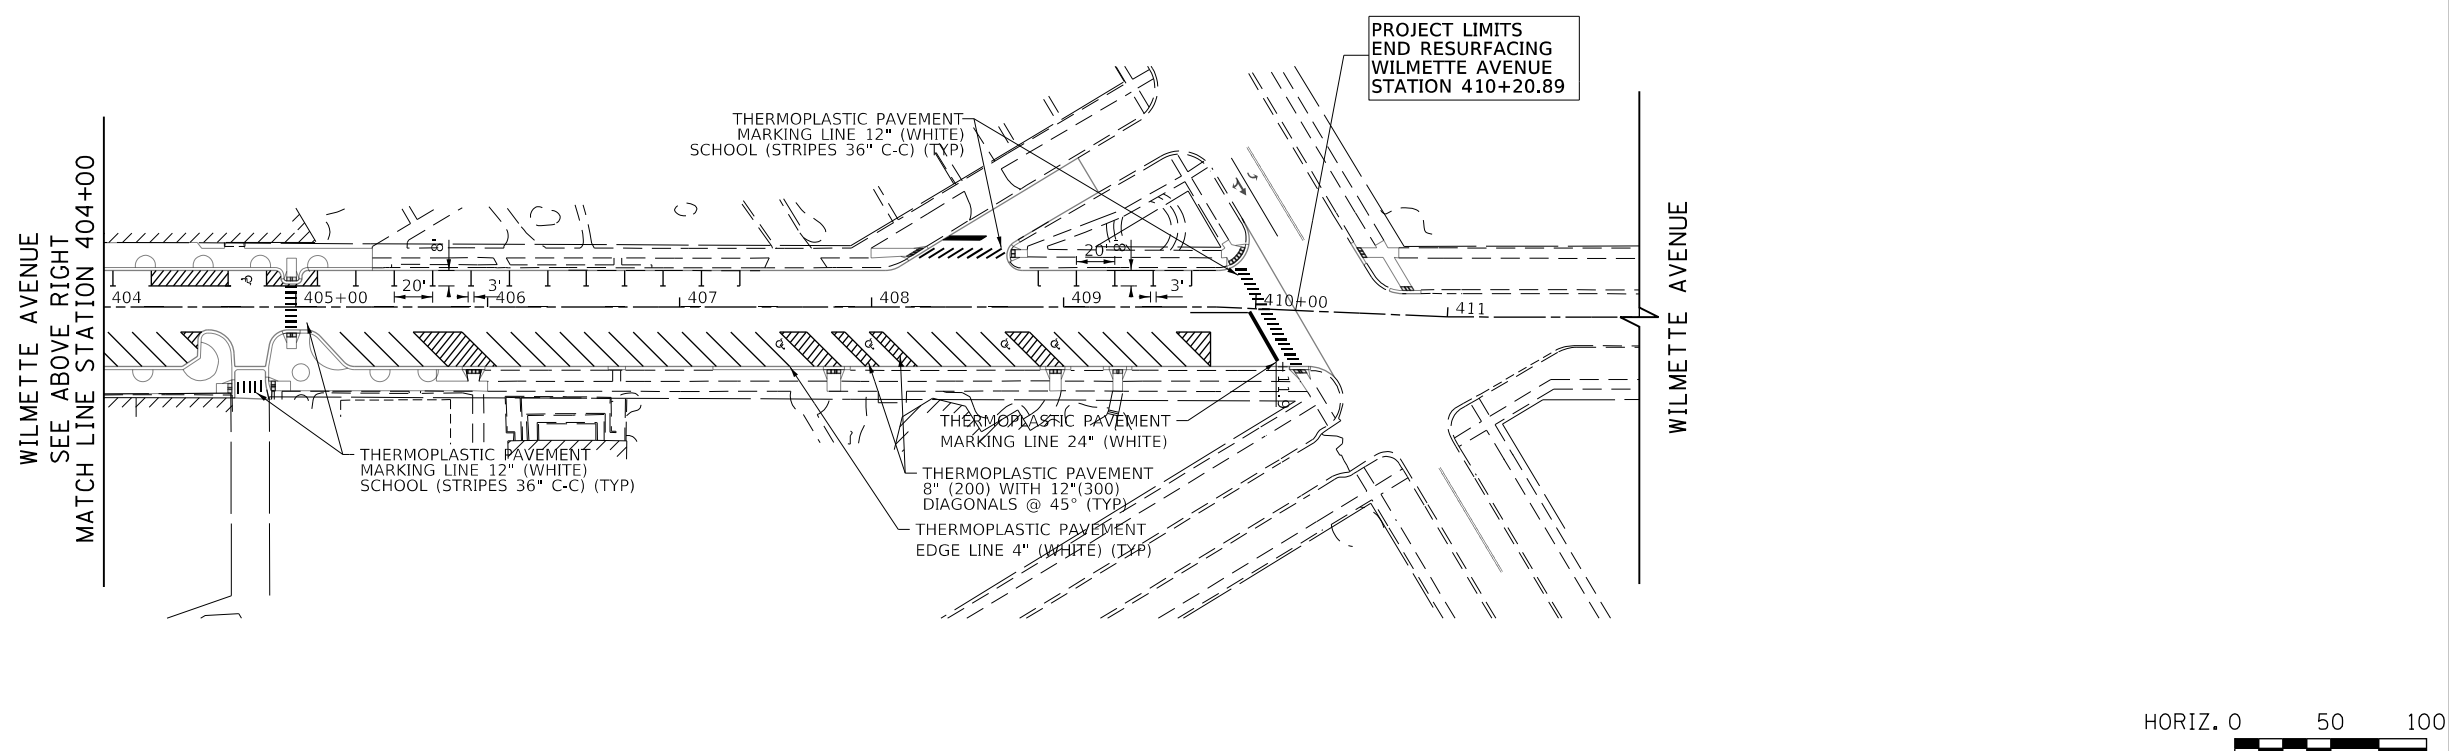 PROJECT LIMITS
END RESURFACING
WILMETTE AVENUE
STATION 410+20.89
THERMOPLASTIC PAVEMENT
MARKING LINE 12" (WHITE)
SCHOOL (STRIPES 36" C-C) (TYP)
WILMETTE AVENUE
SEE ABOVE RIGHT
MATCH LINE STATION 404+00
WILMETTE AVENUE
8'
20'
8'
404
405+00
20'
3'
406
407
408
409
3'
410+00
411
THERMOPLASTIC PAVEMENT
MARKING LINE 24" (WHITE)
THERMOPLASTIC PAVEMENT
MARKING LINE 12" (WHITE)
SCHOOL (STRIPES 36" C-C) (TYP)
THERMOPLASTIC PAVEMENT
8" (200) WITH 12"(300)
DIAGONALS @ 45° (TYP)
THERMOPLASTIC PAVEMENT
EDGE LINE 4" (WHITE) (TYP)
HORIZ. 0 50 100